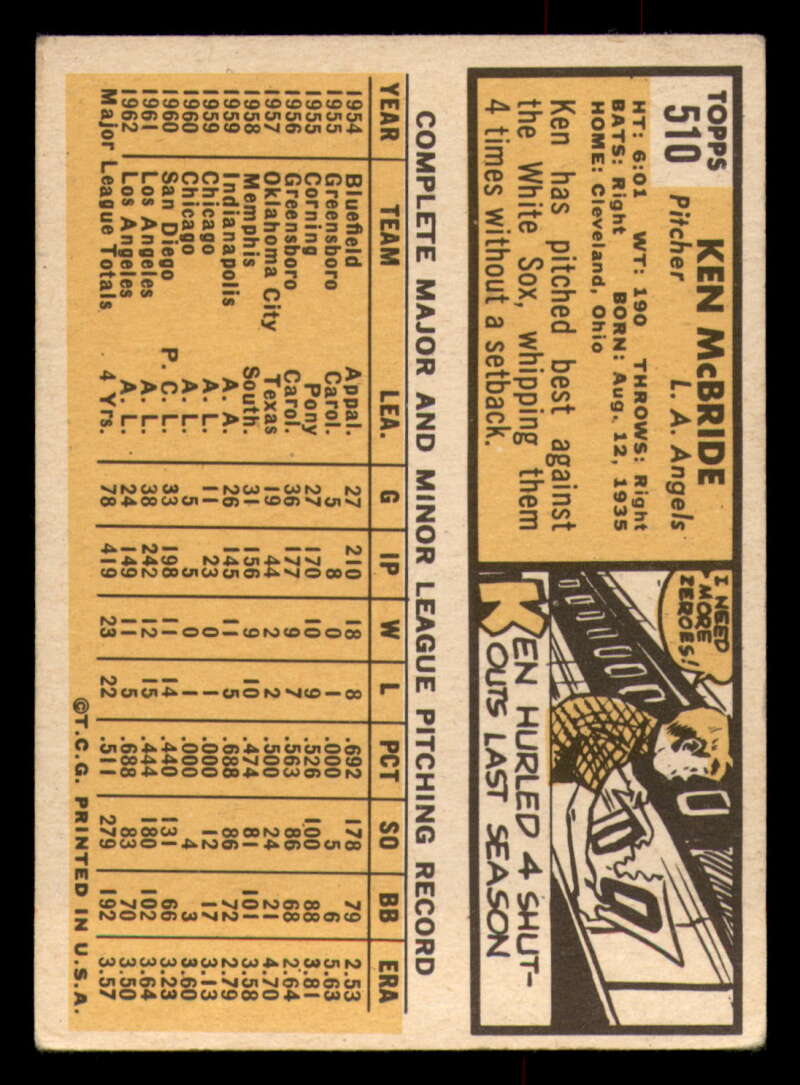 TOPPS
510
KEN McBRIDE
Pitcher L. A. Angels
HT: 6:01 WT: 190 THROWS: Right
BATS: Right BORN: Aug. 12, 1935
HOME: Cleveland, Ohio
Ken has pitched best against
the White Sox, whipping them
4 times without a setback.
I NEED
MORE
ZEROES!
KEN HURLED 4 SHUT-
OUTS LAST SEASON
COMPLETE MAJOR AND MINOR LEAGUE PITCHING RECORD
YEAR TEAM LEA. G IP W L PCT SO BB ERA
1954 Bluefield Appal. 27 210 18 8 .692 178 79 2.53
1955 Greensboro Carol. 5 8 0 1 .000 5 6 5.63
1955 Corning Pony 27 170 10 9 .526 100 88 3.81
1956 Greensboro Carol. 36 177 9 7 .563 86 68 2.64
1957 Oklahoma City Texas 19 44 2 2 .500 24 21 4.70
1958 Memphis South. 31 156 9 10 .474 81 101 3.58
1959 Indianapolis A. A. 26 145 11 5 .688 86 72 2.79
1959 Chicago A. L. 11 23 0 1 .000 12 17 3.13
1960 Chicago A. L. 5 5 0 1 .000 4 3 3.60
1960 San Diego P. C. L. 33 198 11 14 .440 131 66 3.23
1961 Los Angeles A. L. 38 242 12 15 .444 180 102 3.64
1962 Los Angeles A. L. 24 149 11 5 .688 83 70 3.50
Major League Totals 4 Yrs. 78 419 23 22 .511 279 192 3.57
©T.C.G. PRINTED IN U.S.A.